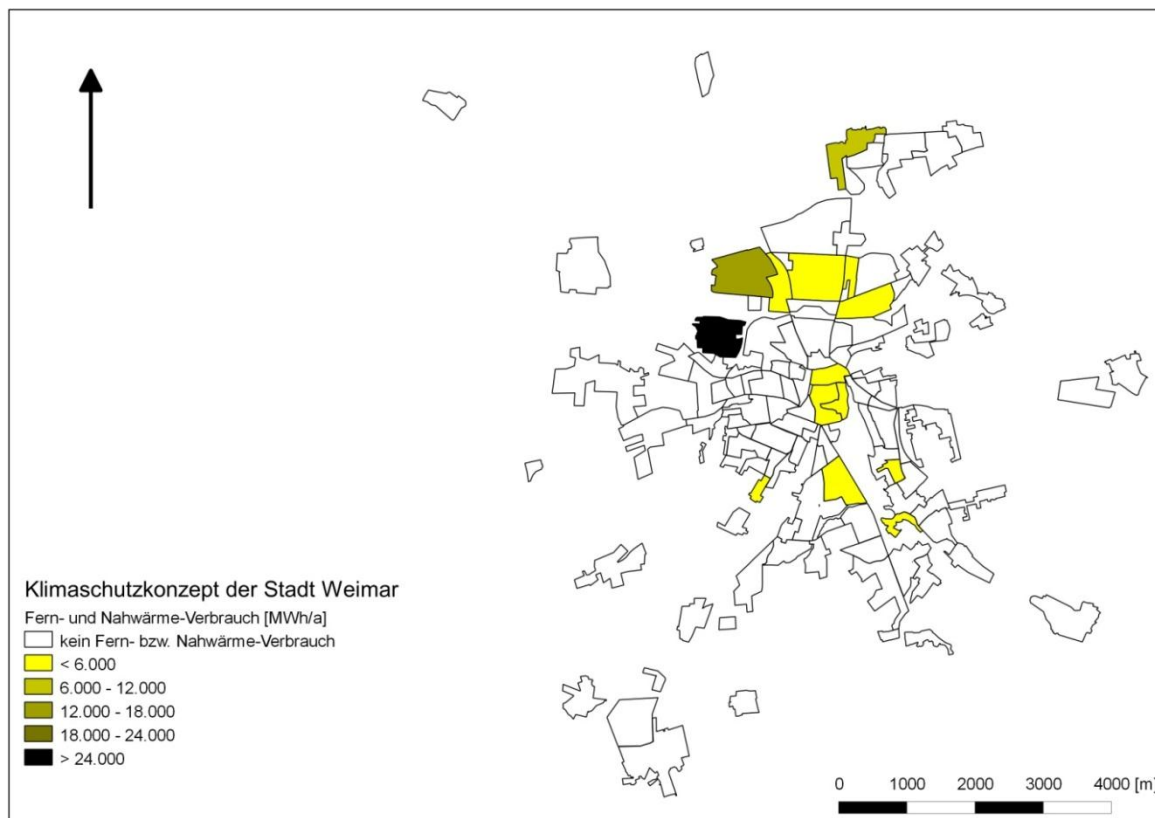 Klimaschutzkonzept der Stadt Weimar
Fern- und Nahwärme-Verbrauch [MWh/a]
kein Fern- bzw. Nahwärme-Verbrauch
< 6.000
6.000 - 12.000
12.000 - 18.000
18.000 - 24.000
> 24.000
0 1000 2000 3000 4000 [m]